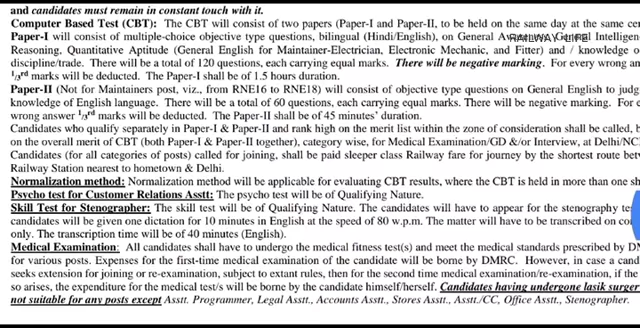 and candidates must remain in constant touch with it.
Computer Based Test (CBT): The CBT will consist of two papers (Paper-I and Paper-II, to be held on the same day at the same cen
Paper-I will consist of multiple-choice objective type questions, bilingual (Hindi/English), on General Intelligen
RAILWAY LIFE
Reasoning, Quantitative Aptitude (General English for Maintainer-Electrician, Electronic Mechanic, and Fitter) and / knowledge o
discipline/trade. There will be a total of 120 questions, each carrying equal marks. There will be negative marking. For every wrong an
1/3rd marks will be deducted. The Paper-I shall be of 1.5 hours duration.
Paper-II (Not for Maintainers post, viz., from RNE16 to RNE18) will consist of objective type questions on General English to judg
knowledge of English language. There will be a total of 60 questions, each carrying equal marks. There will be negative marking. For e
wrong answer 1/3rd marks will be deducted. The Paper-II shall be of 45 minutes' duration.
Candidates who qualify separately in Paper-I & Paper-II and rank high on the merit list within the zone of consideration shall be called, b
on the overall merit of CBT (both Paper-I & Paper-II together), category wise, for Medical Examination/GD &/or Interview, at Delhi/NC
Candidates (for all categories of posts) called for joining, shall be paid sleeper class Railway fare for journey by the shortest route betw
Railway Station nearest to hometown & Delhi.
Normalization method: Normalization method will be applicable for evaluating CBT results, where the CBT is held in more than one sh
Psycho test for Customer Relations Asstt: The psycho test will be of Qualifying Nature.
Skill Test for Stenographer: The skill test will be of Qualifying Nature. The candidates will have to appear for the stenography te
candidates will be given one dictation for 10 minutes in English at the speed of 80 w.p.m. The matter will have to be transcribed on
only. The transcription time will be of 40 minutes (English).
Medical Examination: All candidates shall have to undergo the medical fitness test(s) and meet the medical standards prescribed by DM
for various posts. Expenses for the first-time medical examination of the candidate will be borne by DMRC. However, in case a cand
seeks extension for joining or re-examination, subject to extant rules, then for the second time medical examination/re-examination, if the
so arises, the expenditure for the medical test/s will be borne by the candidate himself/herself. Candidates having undergone lasik surger
not suitable for any posts except Asstt. Programmer, Legal Asstt., Accounts Asstt., Stores Asstt., Asstt./CC, Office Asstt., Stenographer.